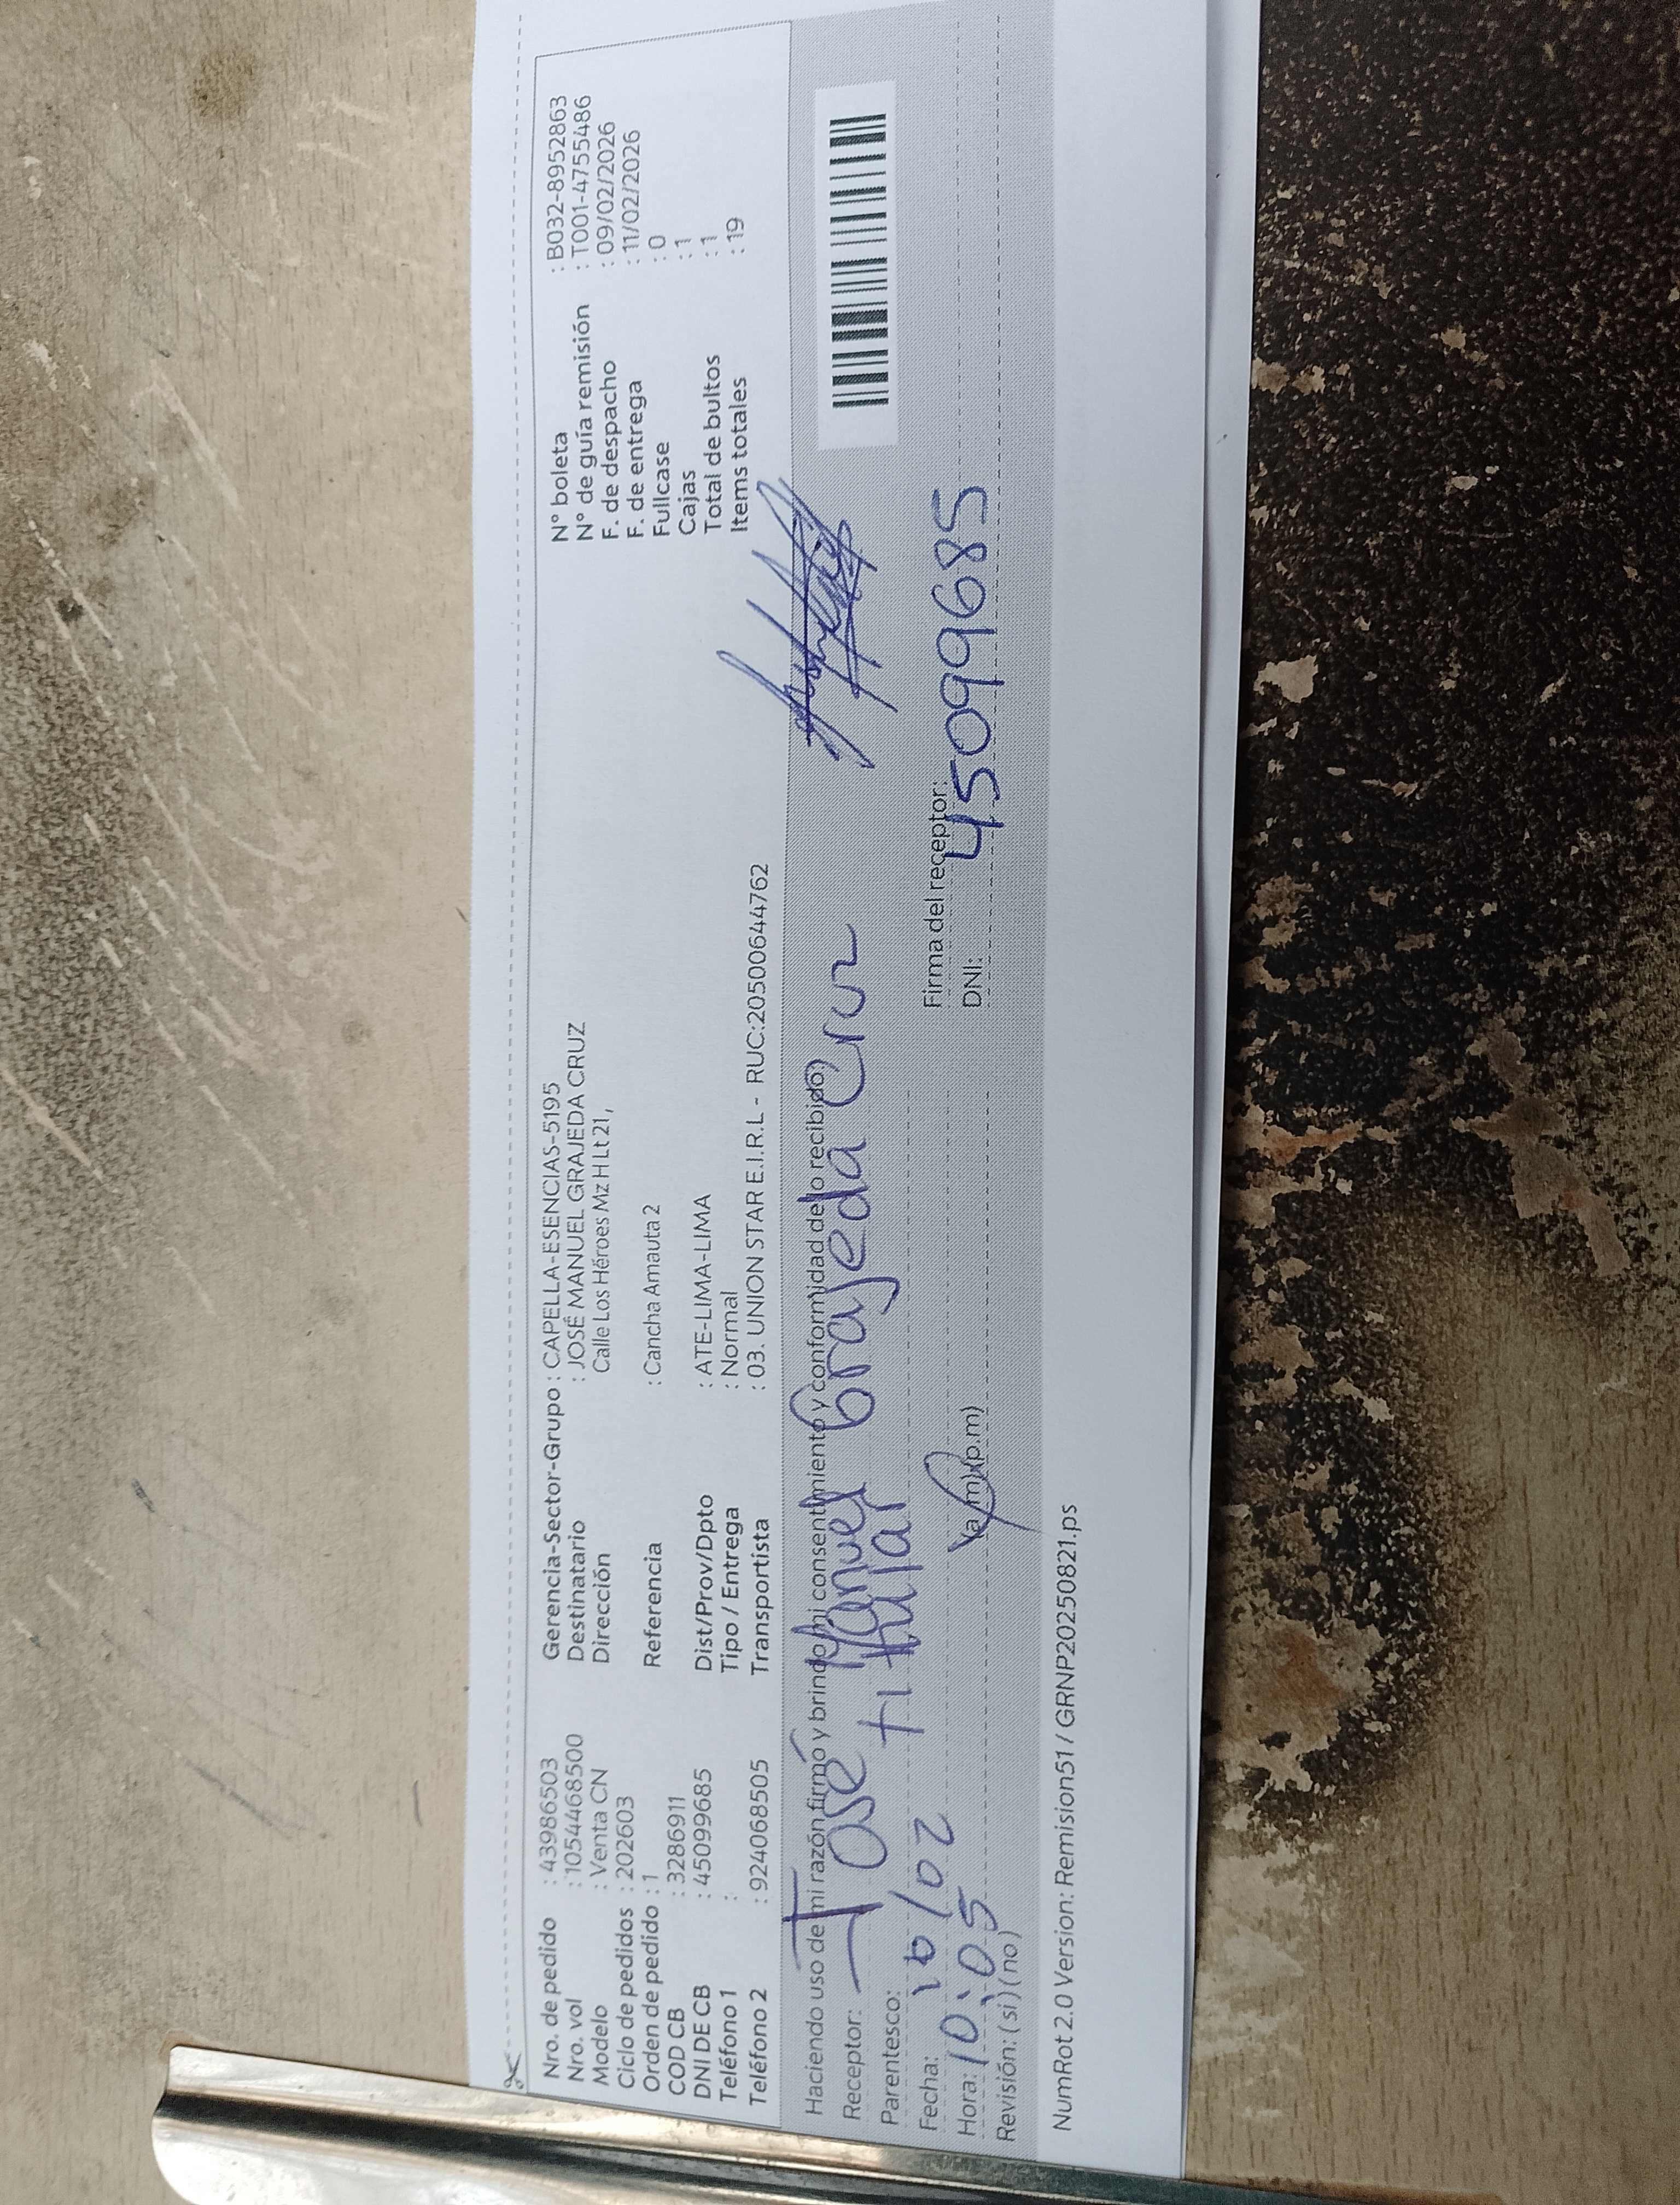 Nro. de pedido : 43986503 Gerencia-Sector-Grupo : CAPELLA-ESENCIAS-5195 N° boleta : B032-8952863
Nro. vol : 1054468500 Destinatario : JOSÉ MANUEL GRAJEDA CRUZ N° de guía remisión : T001-4755486
Modelo : Venta CN Dirección Calle Los Héroes Mz H Lt 21, F. de despacho : 09/02/2026
Ciclo de pedidos : 202603 F. de entrega : 11/02/2026
Orden de pedido : 1 Referencia : Cancha Amauta 2 Fullcase : 0
COD CB : 3286911 Cajas : 1
DNI DE CB : 45099685 Dist/Prov/Dpto : ATE-LIMA-LIMA Total de bultos : 1
Teléfono 1 : Tipo / Entrega : Normal Items totales : 19
Teléfono 2 : 924068505 Transportista : 03. UNION STAR E.I.R.L - RUC:20500644762
Haciendo uso de mi razón firmo y brindo mi consentimiento y conformidad de lo recibido)
Receptor: José Manuel Grajeda Cruz
Parentesco: Titular
Fecha: 10/02 Firma del receptor:
Hora: 10:05 (a.m) (p.m) DNI: 45099685
Revisión: (si) (no)
NumRot 2.0 Version: Remision51 / GRNP20250821.ps